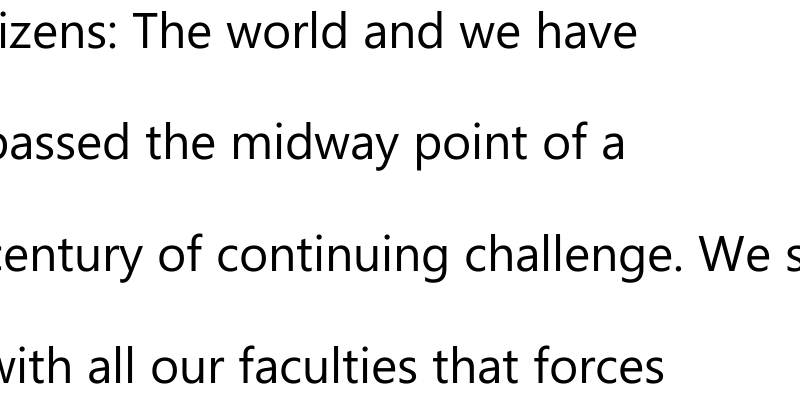 The world and we have
passed the midway point of a
century of continuing challenge. We
with all our faculties that forces